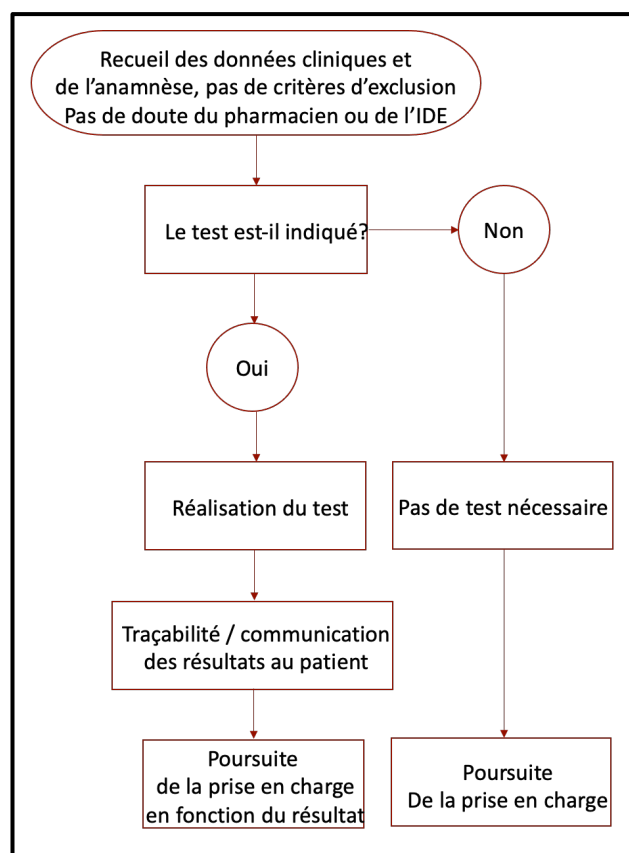 Recueil des données cliniques et
de l'anamnèse, pas de critères d'exclusion
Pas de doute du pharmacien ou de l'IDE
Le test est-il indiqué?
Non
Oui
Réalisation du test
Pas de test nécessaire
Traçabilité / communication
des résultats au patient
Poursuite
de la prise en charge
en fonction du résultat
Poursuite
De la prise en charge